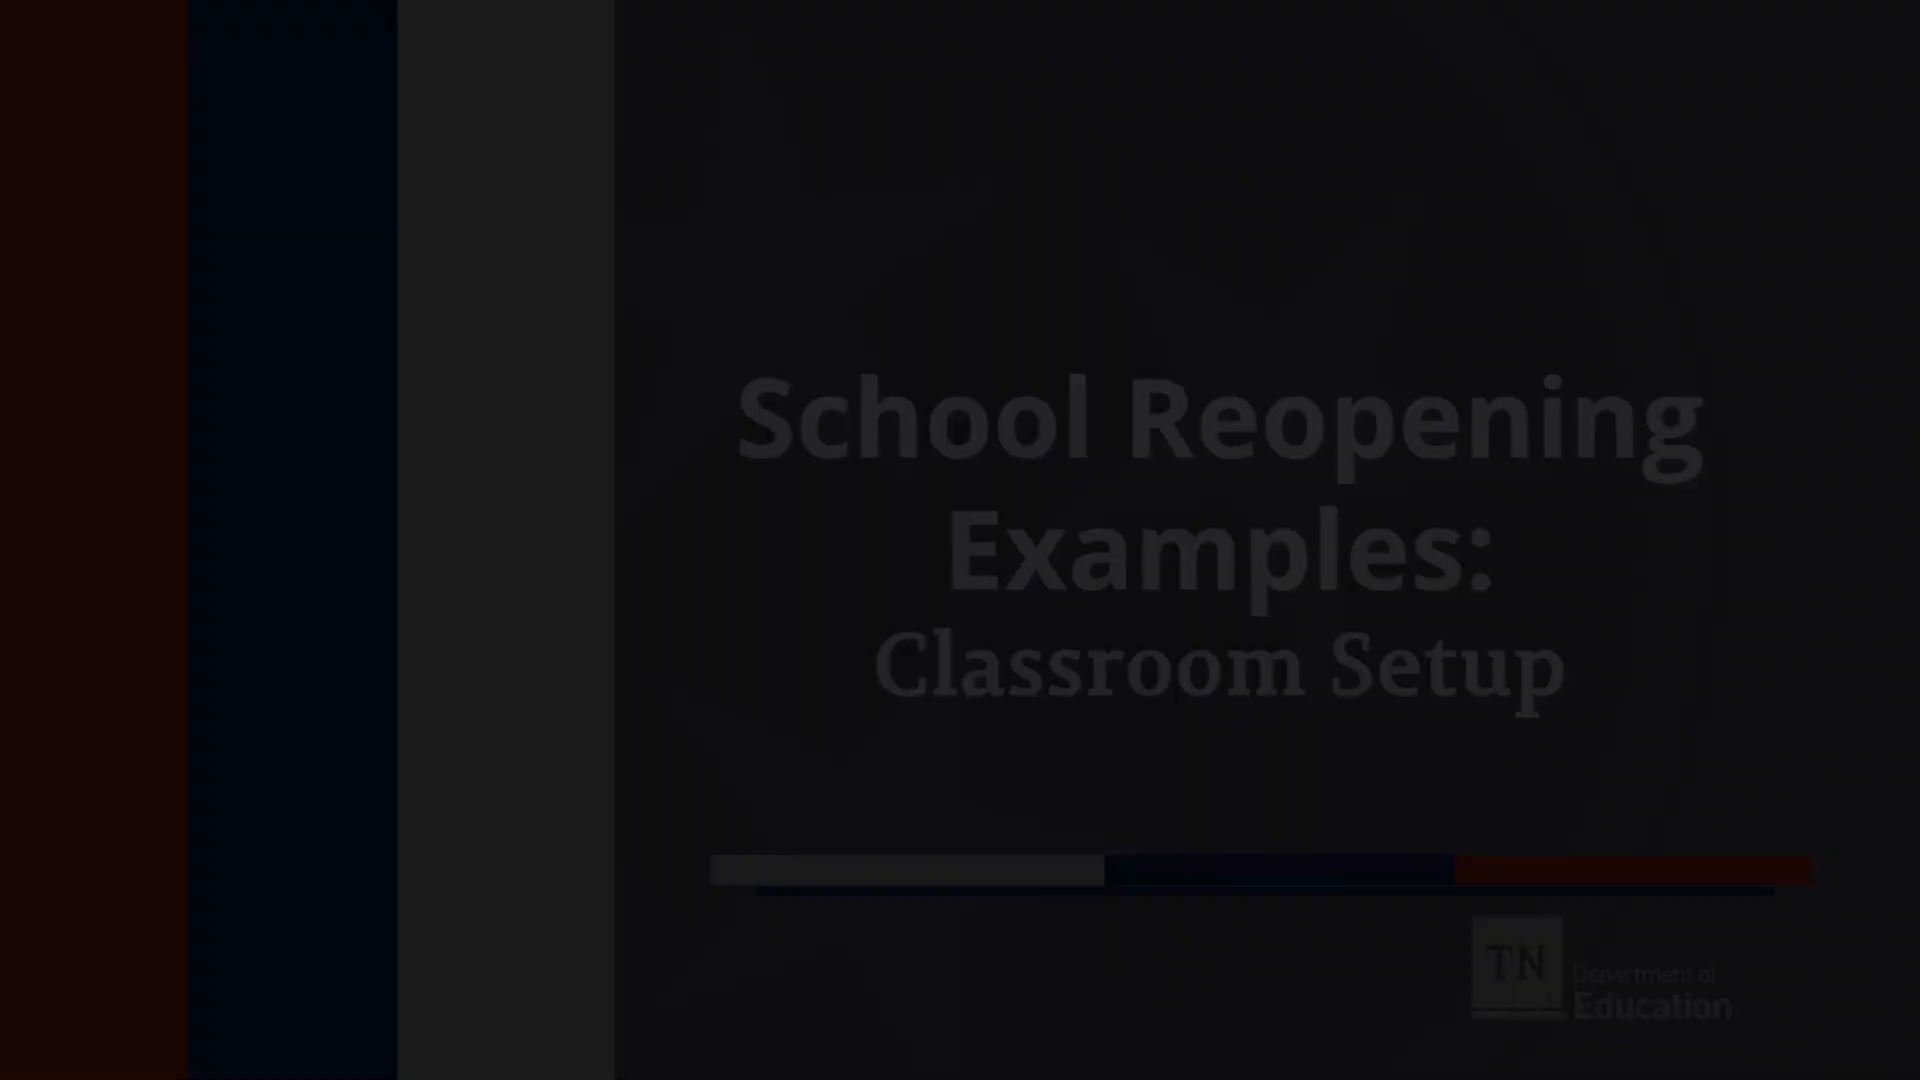 School Reopening
Examples:
Classroom Setup
TN
Department of
Education